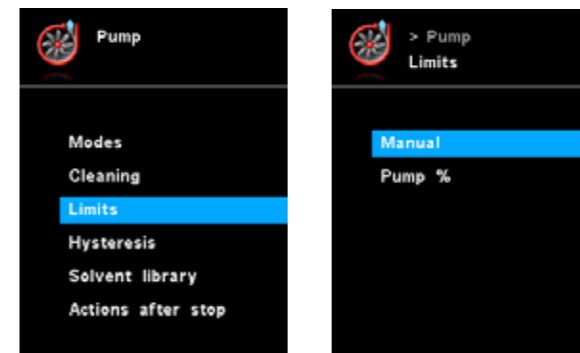 Pump
Modes
Cleaning
Limits
Hysteresis
Solvent library
Actions after stop
> Pump
Limits
Manual
Pump %